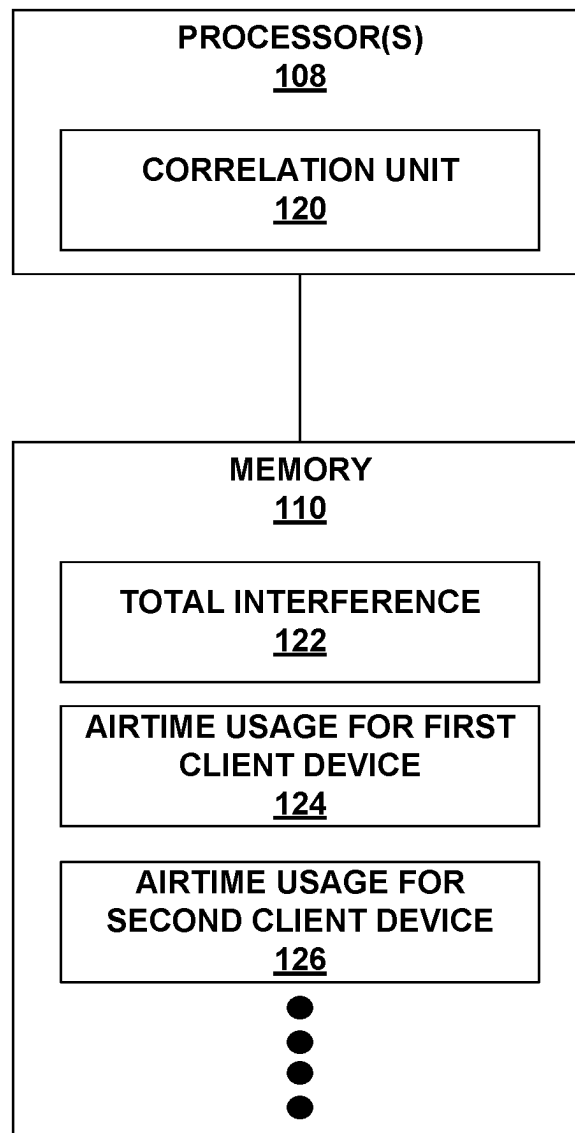 PROCESSOR(S)
108
CORRELATION UNIT
120
MEMORY
110
TOTAL INTERFERENCE
122
AIRTIME USAGE FOR FIRST
CLIENT DEVICE
124
AIRTIME USAGE FOR
SECOND CLIENT DEVICE
126